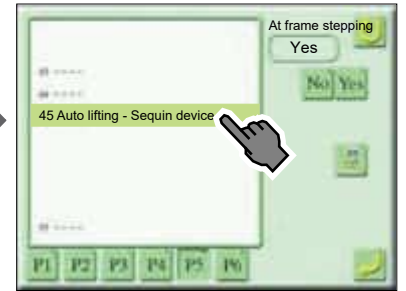 At frame stepping
Yes
No Yes
45 Auto lifting - Sequin device
P1 P2 P3 P4 P5 P6